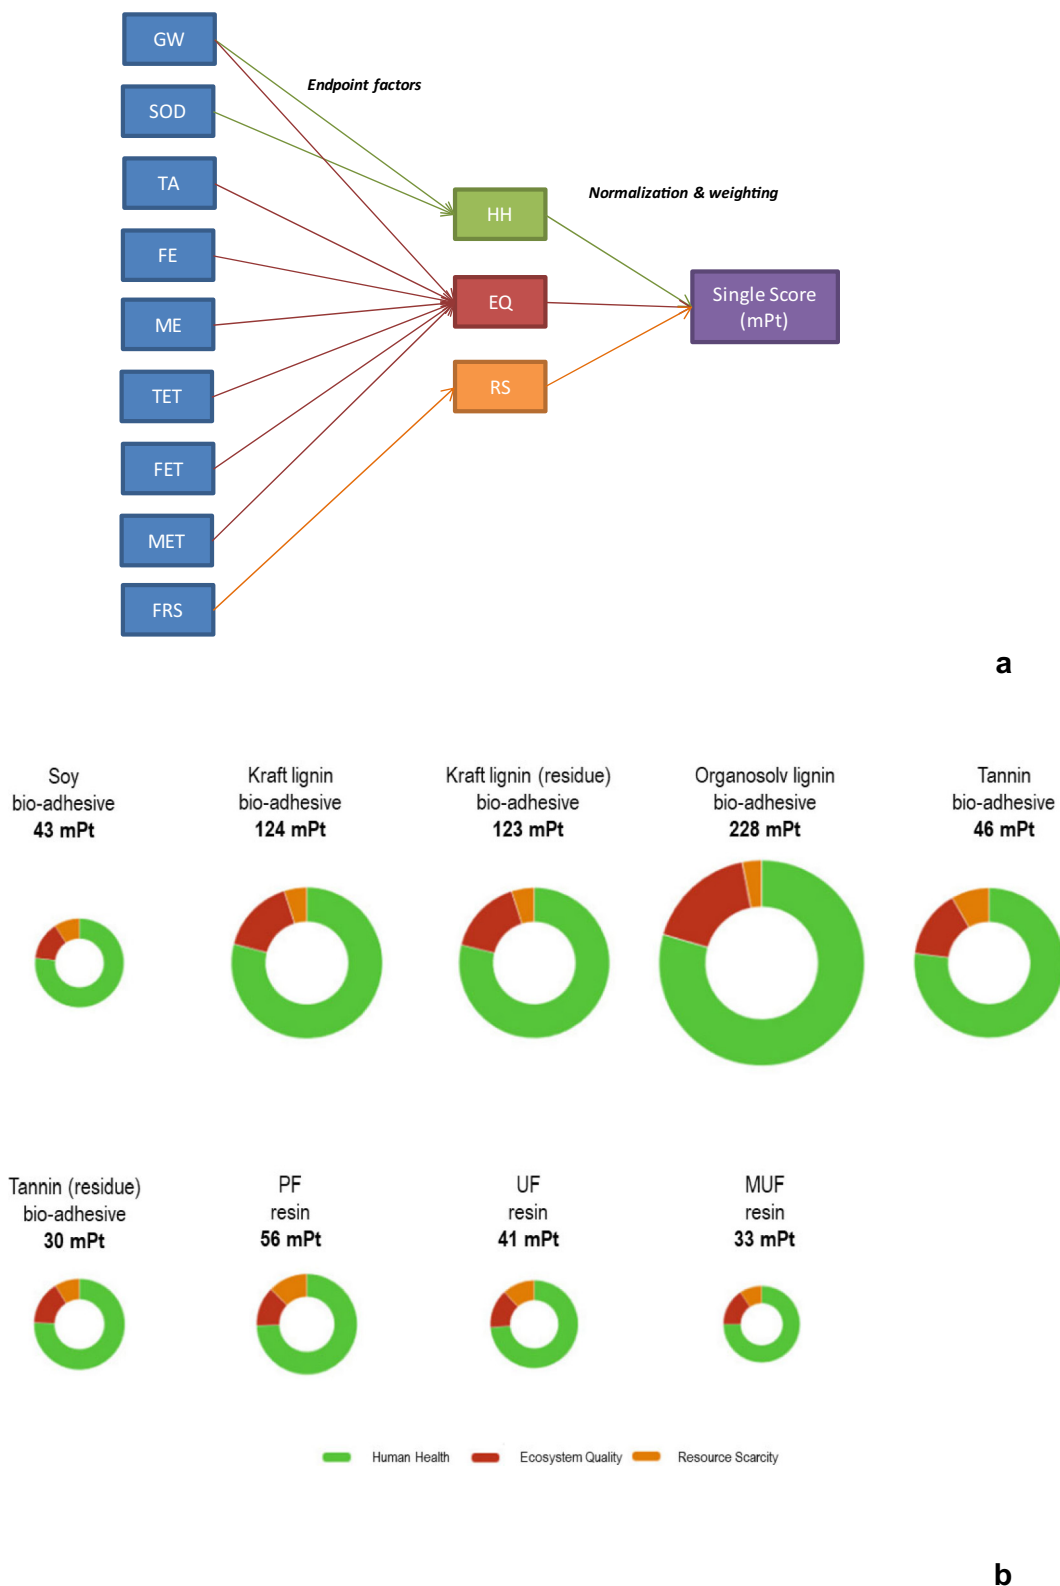 GW
Endpoint factors
SOD
TA
Normalization & weighting
HH
FE
EQ
Single Score
(mPt)
ME
RS
TET
FET
MET
FRS
a
Soy
bio-adhesive
43 mPt
Kraft lignin
bio-adhesive
124 mPt
Kraft lignin (residue)
bio-adhesive
123 mPt
Organosolv lignin
bio-adhesive
228 mPt
Tannin
bio-adhesive
46 mPt
Tannin (residue)
bio-adhesive
30 mPt
PF
resin
56 mPt
UF
resin
41 mPt
MUF
resin
33 mPt
Human Health
Ecosystem Quality
Resource Scarcity
b